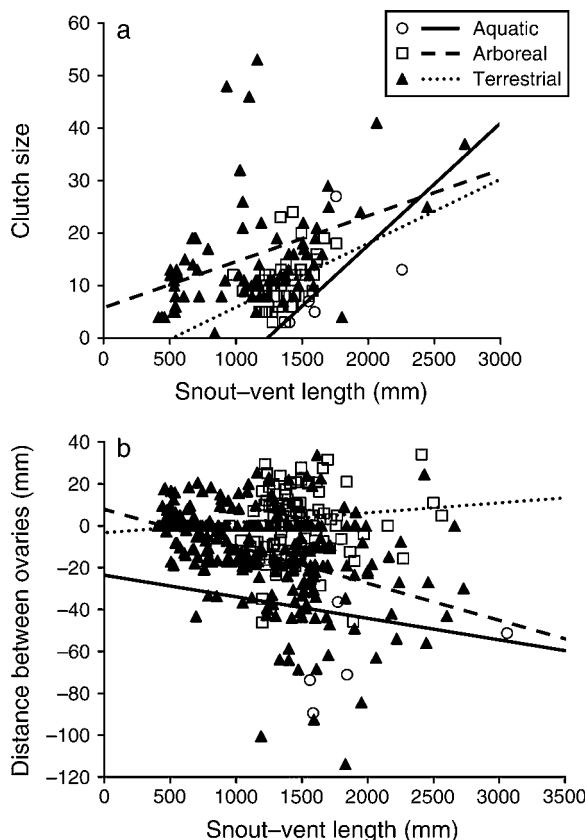 a
Aquatic
Arboreal
Terrestrial
60
50
40
30
20
10
0
Clutch size
0 500 1000 1500 2000 2500 3000
Snout–vent length (mm)
b
40
20
0
−20
−40
−60
−80
−100
−120
Distance between ovaries (mm)
0 500 1000 1500 2000 2500 3000 3500
Snout–vent length (mm)